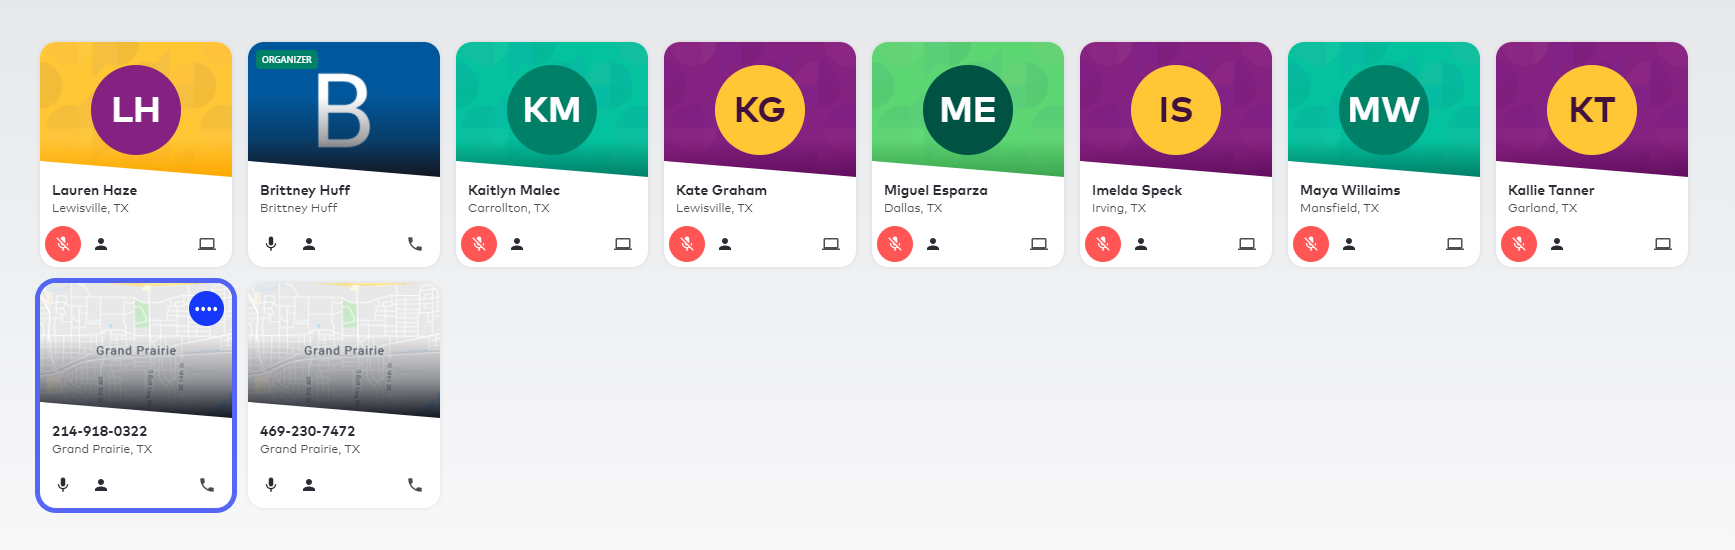 LH
Lauren Haze
Lewisville, TX
ORGANIZER
B
Brittney Huff
Brittney Huff
KM
Kaitlyn Malec
Carrollton, TX
KG
Kate Graham
Lewisville, TX
ME
Miguel Esparza
Dallas, TX
IS
Imelda Speck
Irving, TX
MW
Maya Willaims
Mansfield, TX
KT
Kallie Tanner
Garland, TX
Grand Prairie
214-918-0322
Grand Prairie, TX
Grand Prairie
469-230-7472
Grand Prairie, TX